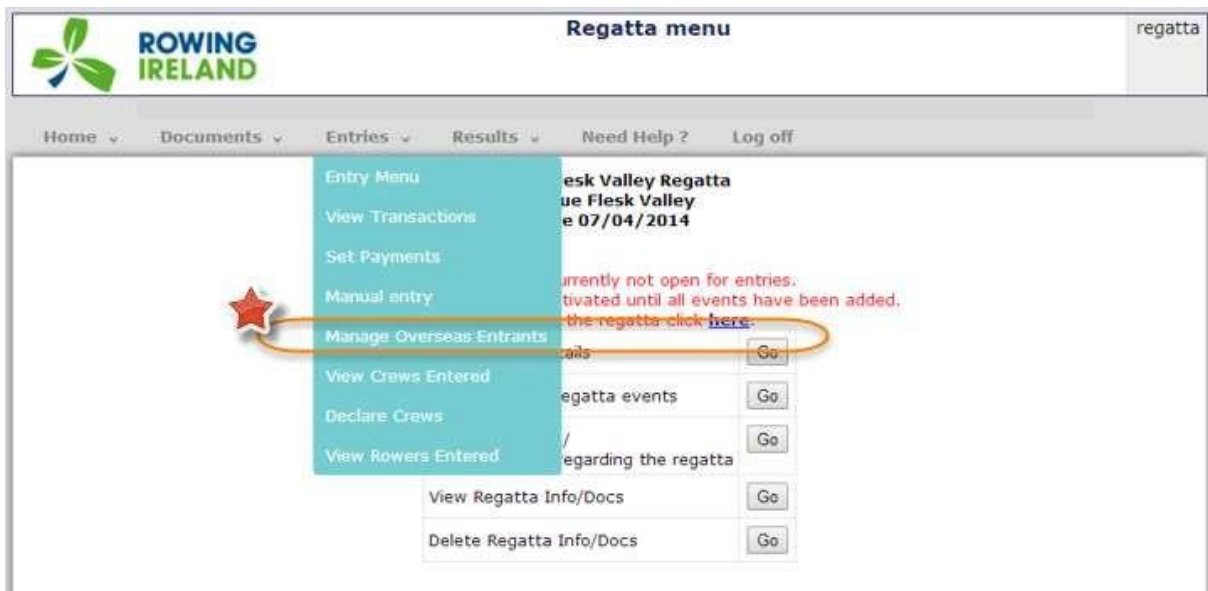 Regatta menu
regatta
ROWING
IRELAND
Home
Documents
Entries
Results
Need Help ?
Log off
Entry Menu
View Transactions
Set Payments
Manual entry
Manage Overseas Entrants
View Crews Entered
Declare Crews
View Rowers Entered
esk Valley Regatta
ue Flesk Valley
e 07/04/2014
urrently not open for entries.
tivated until all events have been added.
the regatta click here.
tails
Go
egatta events
Go
/
egarding the regatta
Go
View Regatta Info/Docs
Go
Delete Regatta Info/Docs
Go